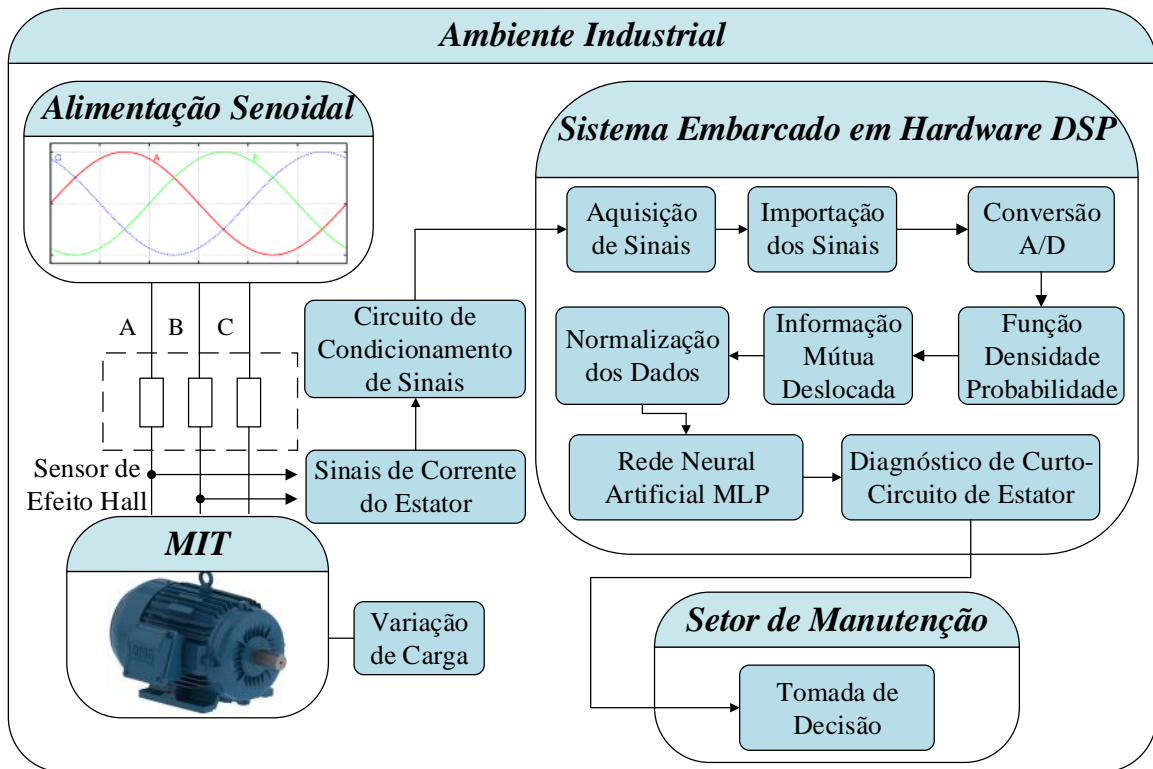 Ambiente Industrial
Alimentação Senoidal
C
A
B
A
B
C
Sensor de
Efeito Hall
MIT
Variação
de Carga
Circuito de
Condicionamento
de Sinais
Sinais de Corrente
do Estator
Sistema Embarcado em Hardware DSP
Aquisição
de Sinais
Importação
dos Sinais
Conversão
A/D
Normalização
dos Dados
Informação
Mútua
Deslocada
Função
Densidade
Probabilidade
Rede Neural
Artificial MLP
Diagnóstico de Curto-
Circuito de Estator
Setor de Manutenção
Tomada de
Decisão